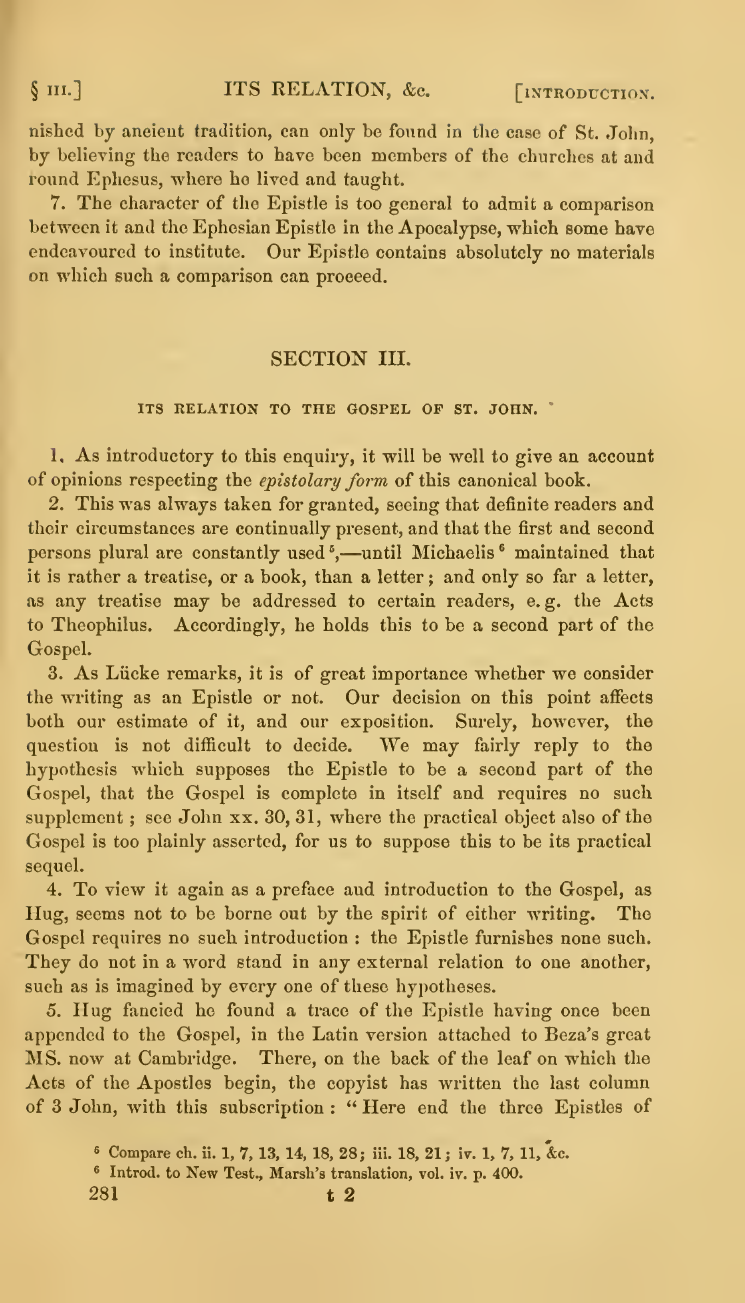 § III.] ITS RELATION, &c. [INTRODUCTION.
nished by ancient tradition, can only be found in the case of St. John,
by believing the readers to have been members of the churches at and
round Ephesus, where he lived and taught.
7. The character of the Epistle is too general to admit a comparison
between it and the Ephesian Epistle in the Apocalypse, which some have
endeavoured to institute. Our Epistle contains absolutely no materials
on which such a comparison can proceed.
SECTION III.
ITS RELATION TO THE GOSPEL OF ST. JOHN.
1. As introductory to this enquiry, it will be well to give an account
of opinions respecting the epistolary form of this canonical book.
2. This was always taken for granted, seeing that definite readers and
their circumstances are continually present, and that the first and second
persons plural are constantly used ⁵,—until Michaelis ⁶ maintained that
it is rather a treatise, or a book, than a letter; and only so far a letter,
as any treatise may be addressed to certain readers, e. g. the Acts
to Theophilus. Accordingly, he holds this to be a second part of the
Gospel.
3. As Lücke remarks, it is of great importance whether we consider
the writing as an Epistle or not. Our decision on this point affects
both our estimate of it, and our exposition. Surely, however, the
question is not difficult to decide. We may fairly reply to the
hypothesis which supposes the Epistle to be a second part of the
Gospel, that the Gospel is complete in itself and requires no such
supplement; see John xx. 30, 31, where the practical object also of the
Gospel is too plainly asserted, for us to suppose this to be its practical
sequel.
4. To view it again as a preface and introduction to the Gospel, as
Hug, seems not to be borne out by the spirit of either writing. The
Gospel requires no such introduction : the Epistle furnishes none such.
They do not in a word stand in any external relation to one another,
such as is imagined by every one of these hypotheses.
5. Hug fancied he found a trace of the Epistle having once been
appended to the Gospel, in the Latin version attached to Beza's great
MS. now at Cambridge. There, on the back of the leaf on which the
Acts of the Apostles begin, the copyist has written the last column
of 3 John, with this subscription : “ Here end the three Epistles of
⁵ Compare ch. ii. 1, 7, 13, 14, 18, 28; iii. 18, 21; iv. 1, 7, 11, &c.
⁶ Introd. to New Test., Marsh's translation, vol. iv. p. 400.
281 t 2